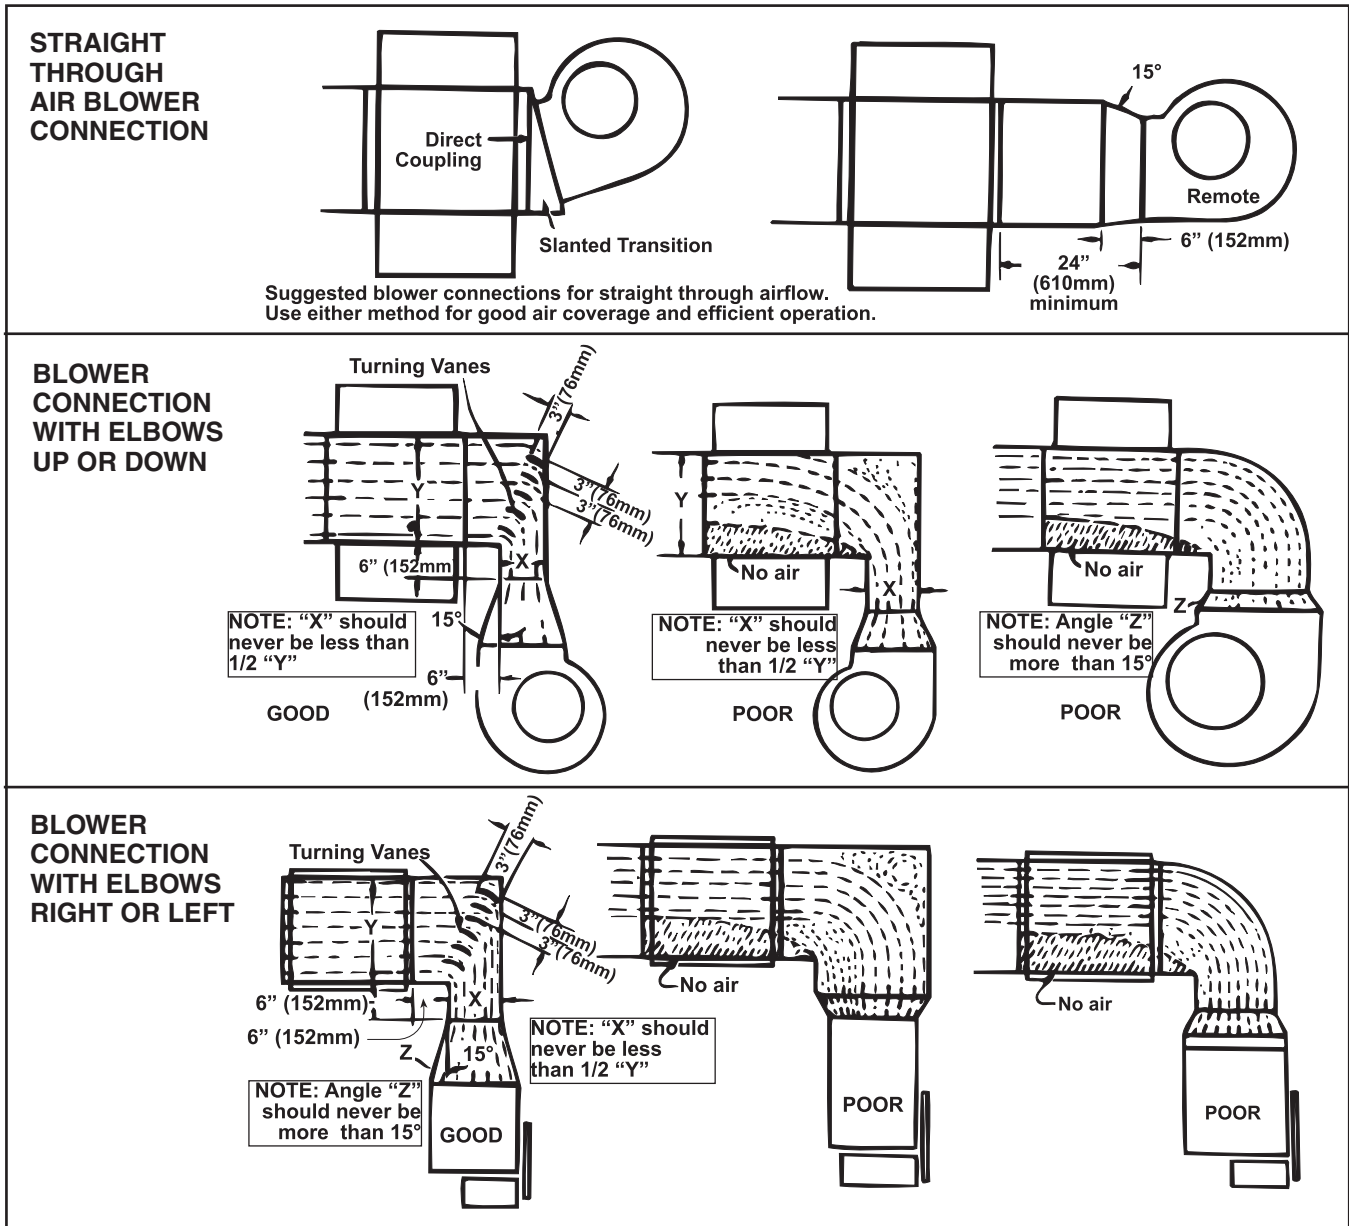 STRAIGHT
THROUGH
AIR BLOWER
CONNECTION
Direct
Coupling
Slanted Transition
15°
Remote
6” (152mm)
24”
(610mm)
minimum
Suggested blower connections for straight through airflow.
Use either method for good air coverage and efficient operation.
BLOWER
CONNECTION
WITH ELBOWS
UP OR DOWN
Turning Vanes
3”(76mm)
3”(76mm)
3”(76mm)
Y
X
6” (152mm
15°
NOTE: “X” should
never be less than
1/2 “Y”
6”
(152mm)
GOOD
Y
No air
X
NOTE: “X” should
never be less
than 1/2 “Y”
POOR
No air
Z
NOTE: Angle “Z”
should never be
more than 15°
POOR
BLOWER
CONNECTION
WITH ELBOWS
RIGHT OR LEFT
Turning Vanes
3”(76mm)
3”(76mm)
3”(76mm)
Y
X
6” (152mm)
6” (152mm)
Z
15°
NOTE: “X” should
never be less
than 1/2 “Y”
NOTE: Angle “Z”
should never be
more than 15°
GOOD
No air
POOR
No air
POOR